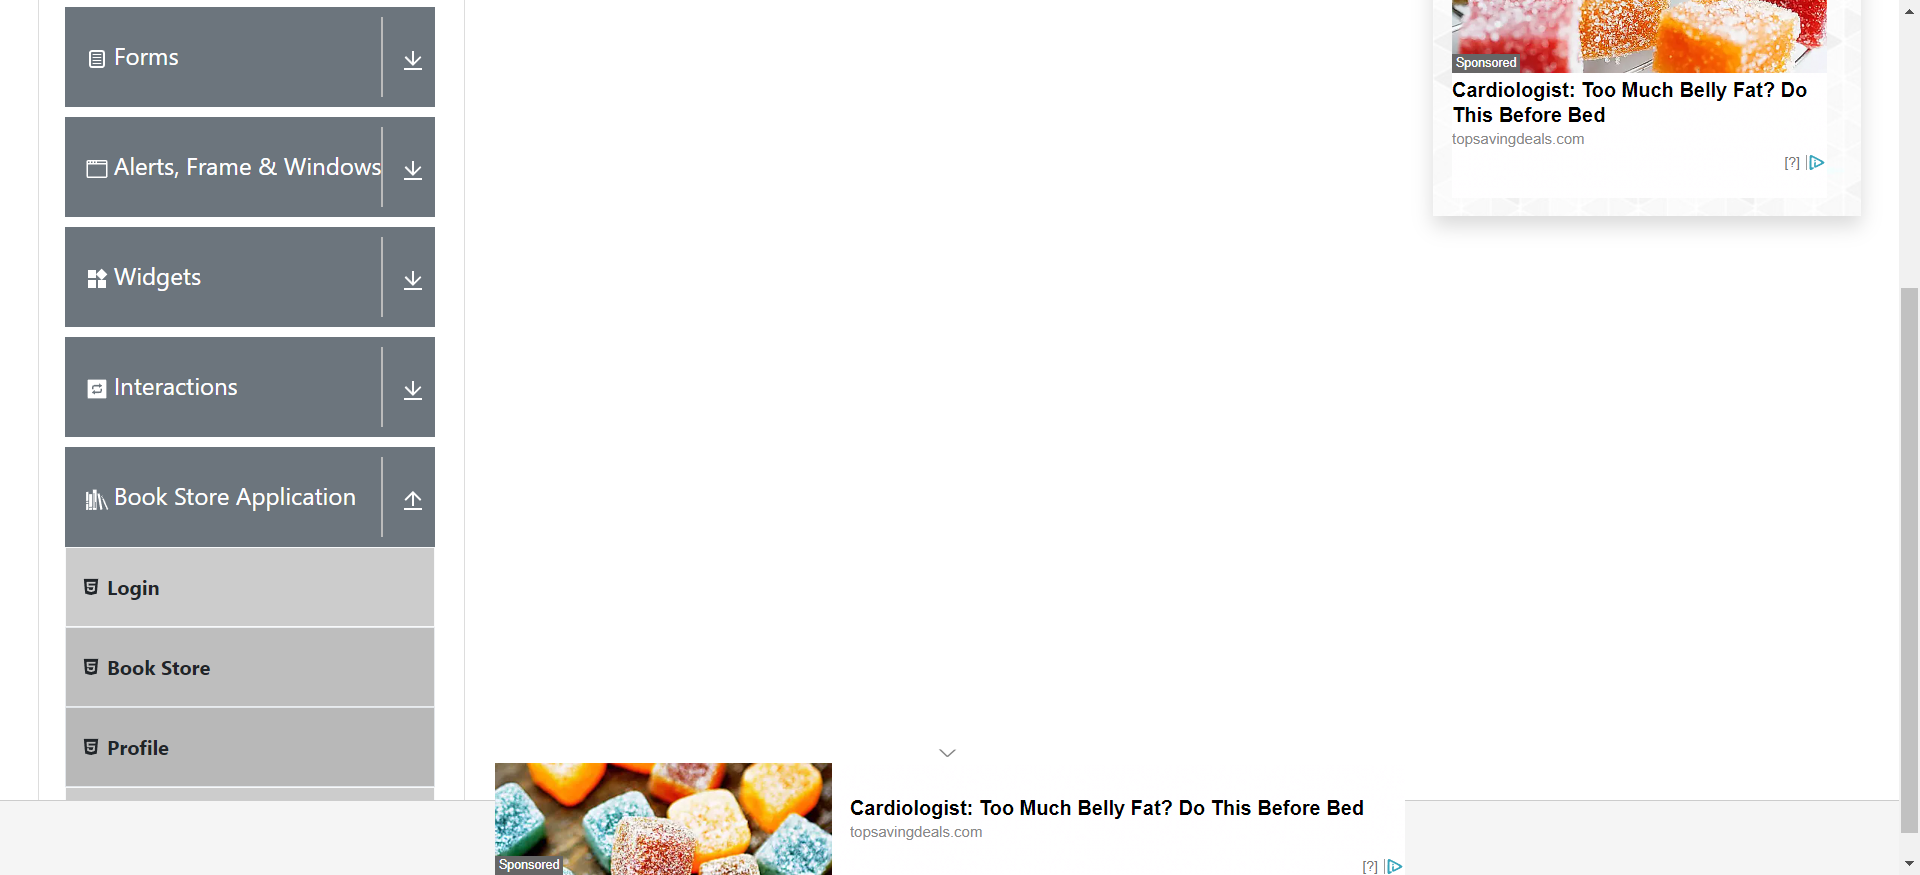 Forms
Alerts, Frame & Windows
Widgets
Interactions
Book Store Application
Login
Book Store
Profile
Sponsored
Cardiologist: Too Much Belly Fat? Do
This Before Bed
topsavingdeals.com
[?]
Cardiologist: Too Much Belly Fat? Do This Before Bed
topsavingdeals.com
Sponsored
[?]